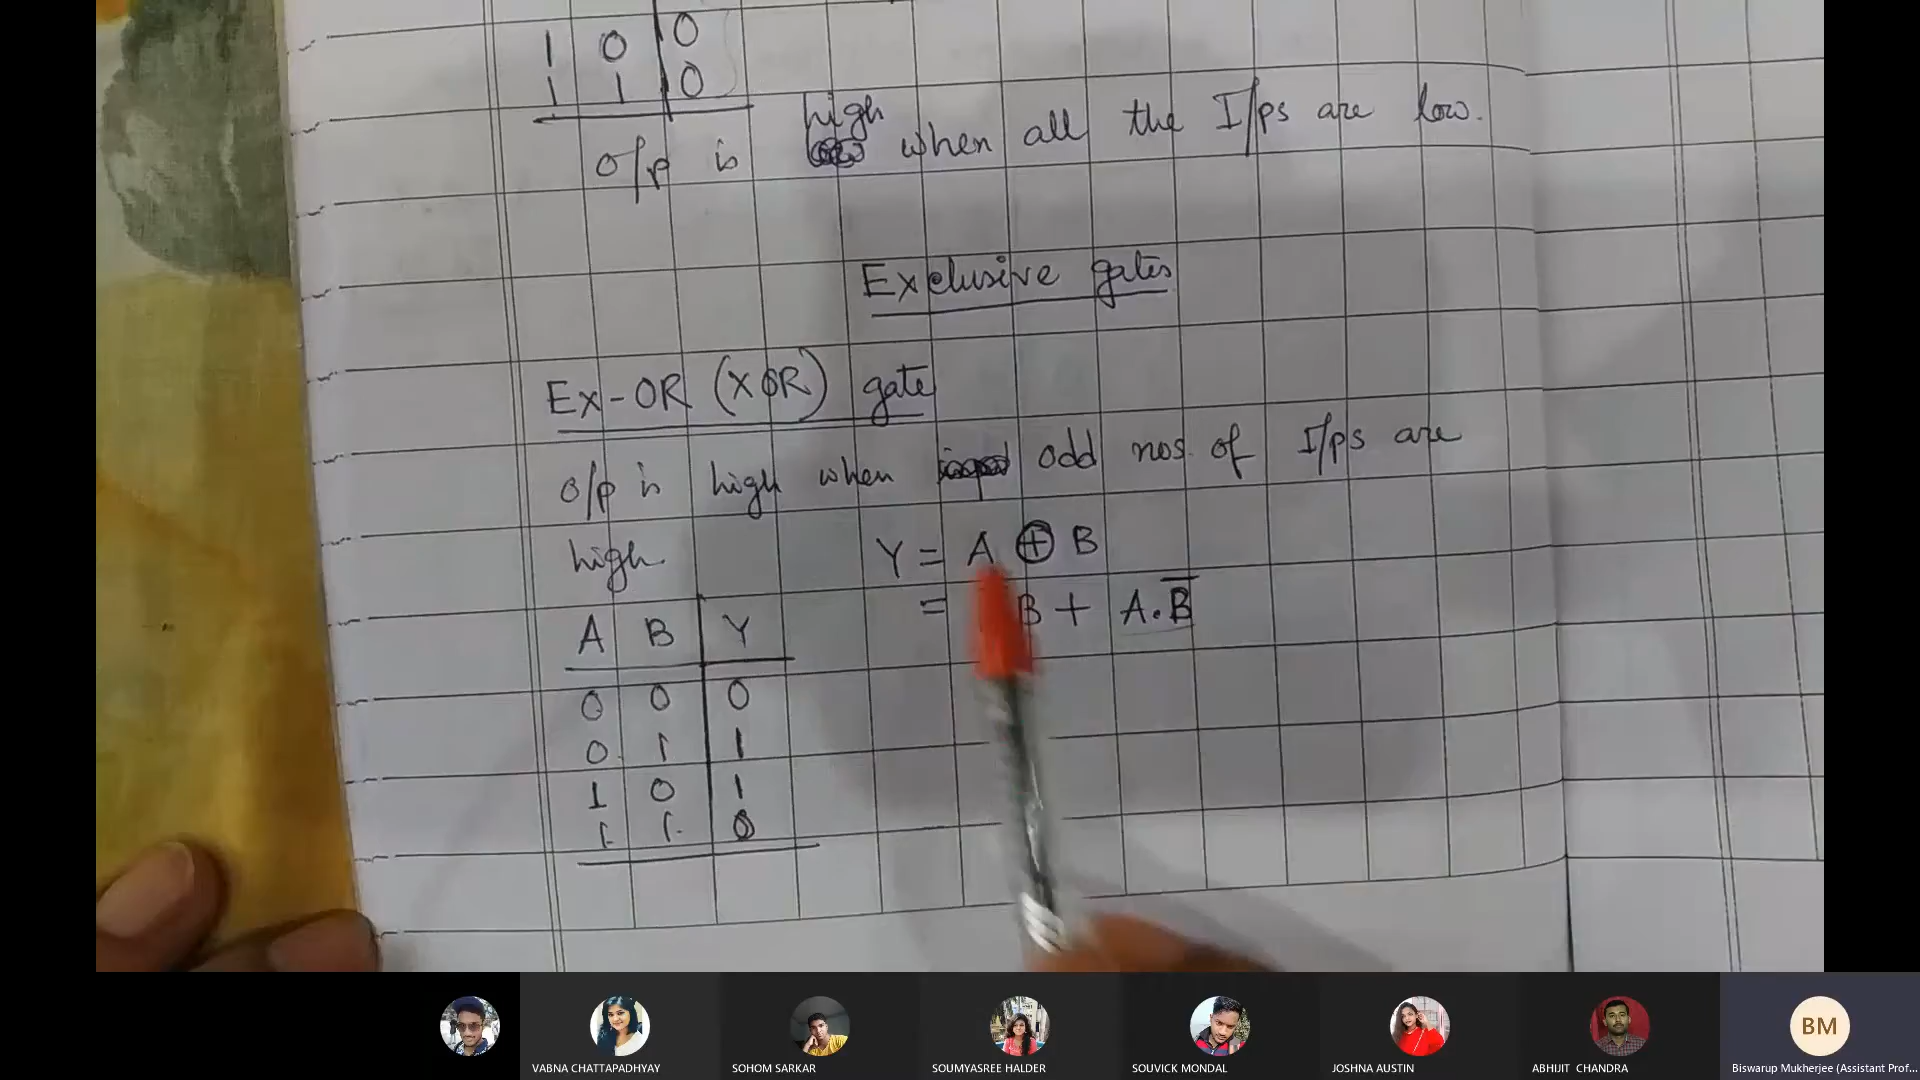 1 0 0
1 1 0
high
o/p is when all the I/ps are low.
Exclusive gates
Ex-OR (XOR) gate
o/p is high when odd nos. of I/ps are
high. Y = A ⊕ B
= B + A.B̅
A B Y
0 0 0
0 1 1
1 0 1
1 1 0
BM
VABNA CHATTAPADHYAY
SOHOM SARKAR
SOUMYASREE HALDER
SOUVICK MONDAL
JOSHNA AUSTIN
ABHIJIT CHANDRA
Biswarup Mukherjee (Assistant Prof...